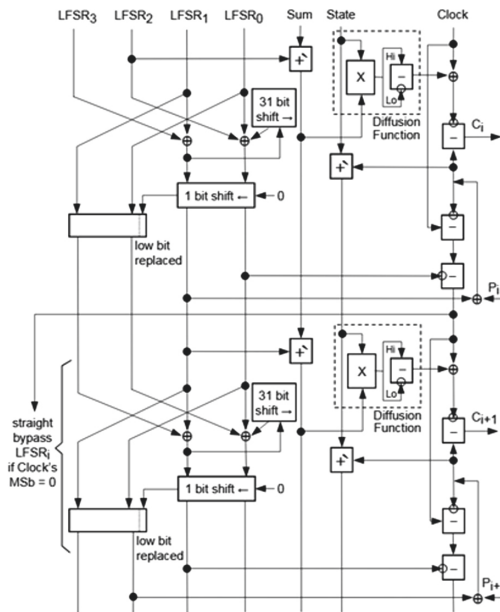 LFSR3 LFSR2 LFSR1 LFSR0 Sum State Clock
+
X
Hi
−
Lo
31 bit
shift →
Diffusion
Function
−
Ci
+
1 bit shift ← 0
low bit
replaced
−
−
Pi
+
X
Hi
−
Lo
31 bit
shift →
Diffusion
Function
straight
bypass
LFSRi
if Clock's
MSb = 0
−
Ci+1
+
1 bit shift ← 0
low bit
replaced
−
−
Pi+